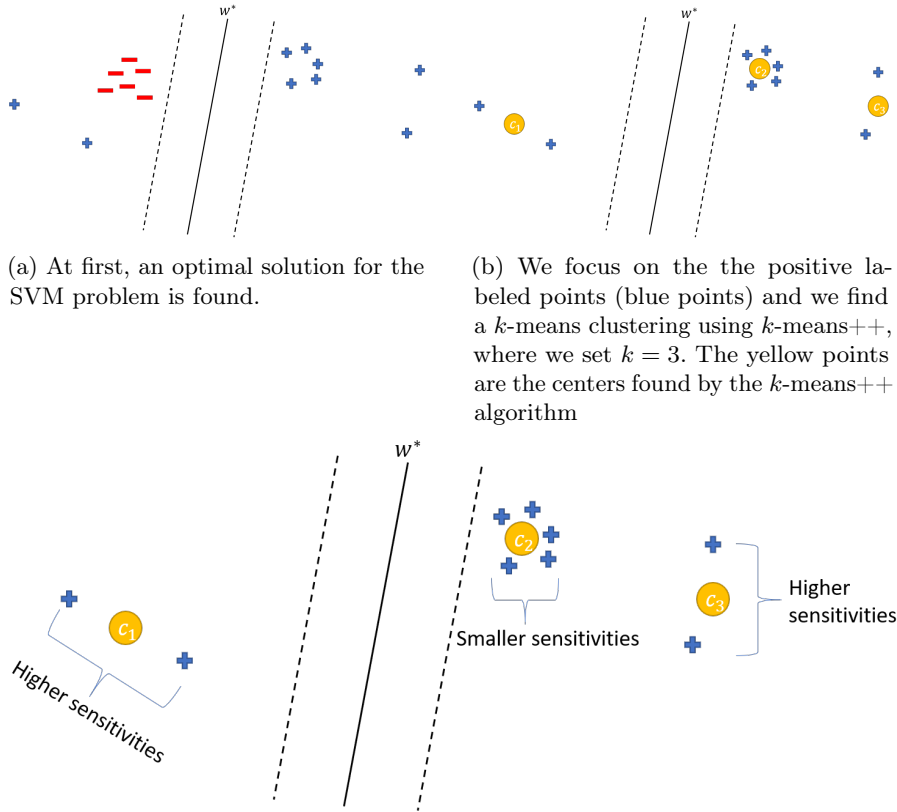 w*
w*
c₂
c₁
c₃
(a) At first, an optimal solution for the
SVM problem is found.
(b) We focus on the the positive la-
beled points (blue points) and we find
a k-means clustering using k-means++,
where we set k = 3. The yellow points
are the centers found by the k-means++
algorithm
w*
c₂
c₁
c₃
Higher
sensitivities
Smaller sensitivities
Higher sensitivities